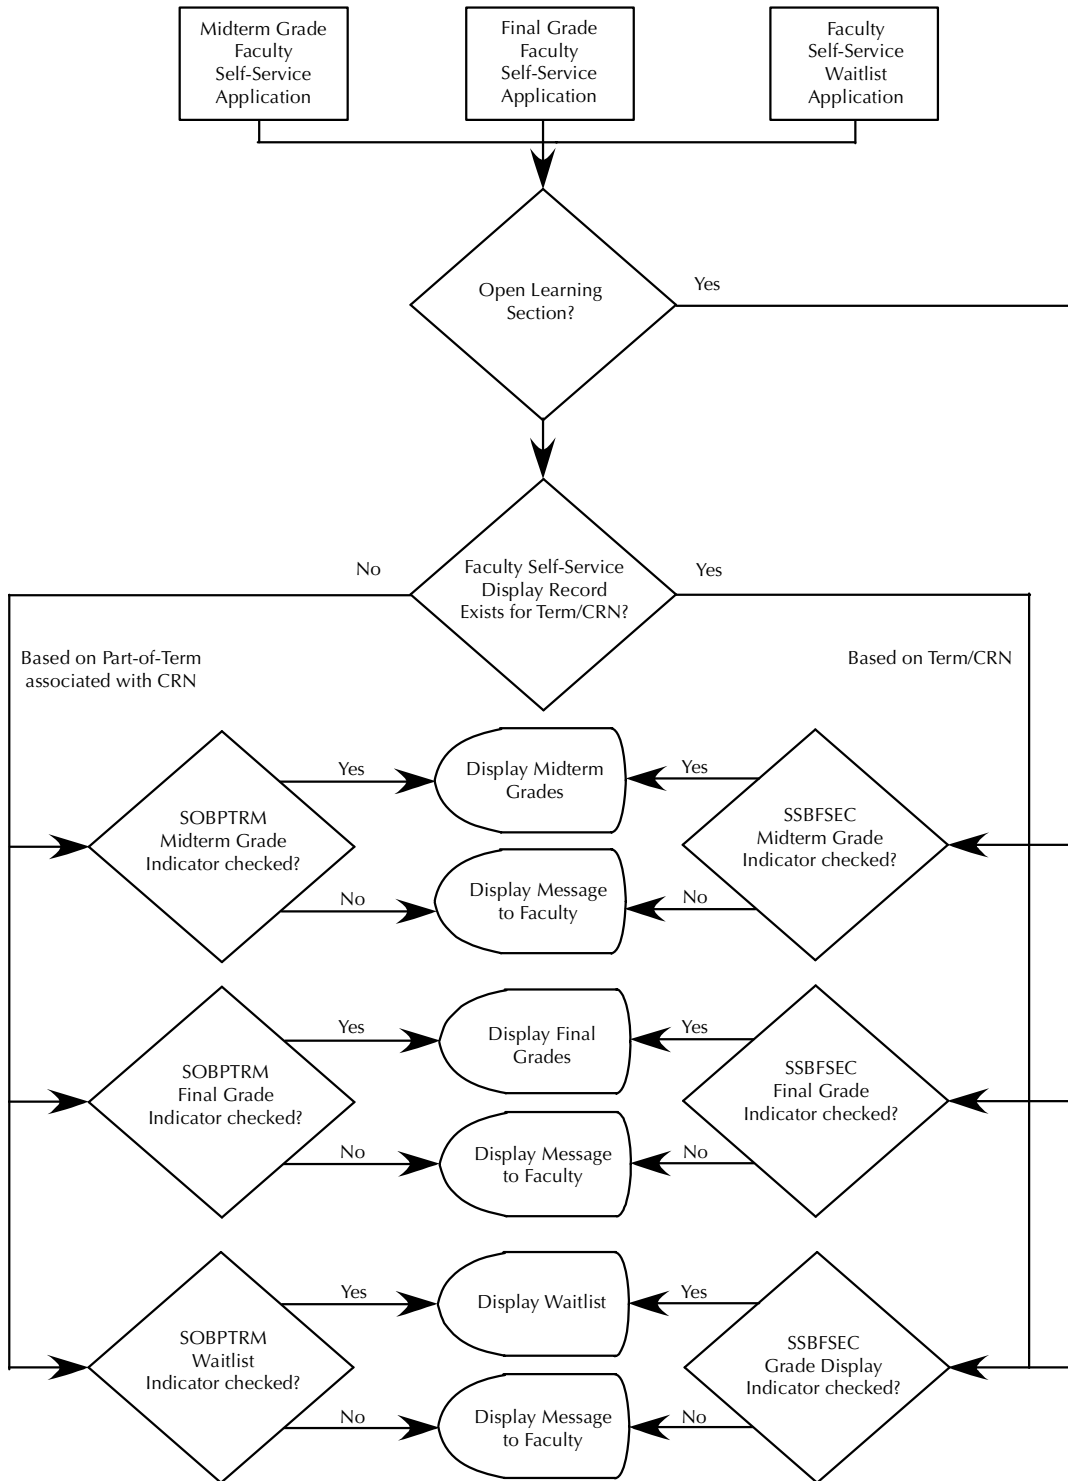 Midterm Grade
Faculty
Self-Service
Application
Final Grade
Faculty
Self-Service
Application
Faculty
Self-Service
Waitlist
Application
Open Learning
Section?
Yes
Faculty Self-Service
Display Record
Exists for Term/CRN?
No
Yes
Based on Part-of-Term
associated with CRN
Based on Term/CRN
SOBPTRM
Midterm Grade
Indicator checked?
Yes
Display Midterm
Grades
Yes
SSBFSEC
Midterm Grade
Indicator checked?
No
Display Message
to Faculty
No
SOBPTRM
Final Grade
Indicator checked?
Yes
Display Final
Grades
Yes
SSBFSEC
Final Grade
Indicator checked?
No
Display Message
to Faculty
No
SOBPTRM
Waitlist
Indicator checked?
Yes
Display Waitlist
Yes
SSBFSEC
Grade Display
Indicator checked?
No
Display Message
to Faculty
No